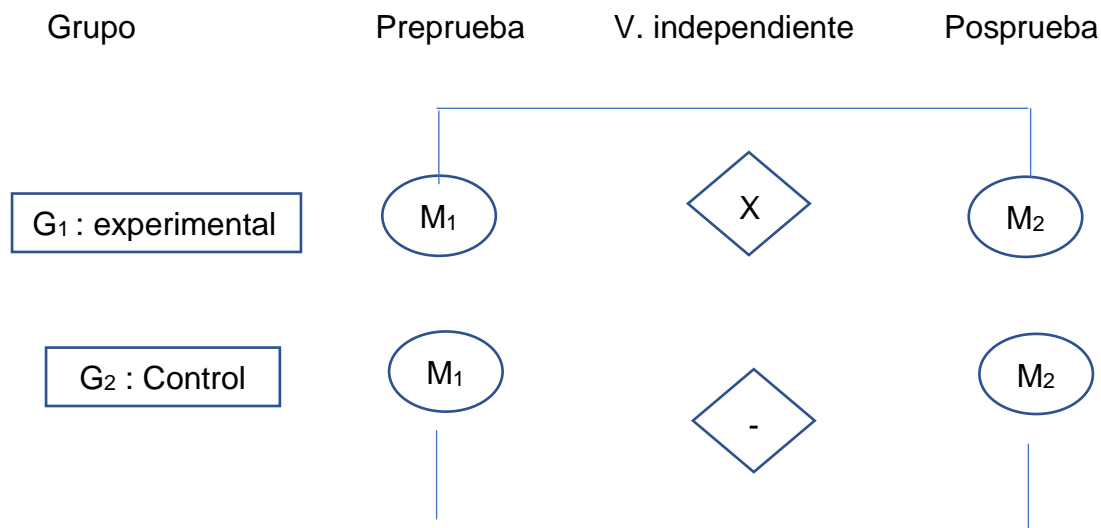 Grupo Preprueba V. independiente Posprueba
G1 : experimental M1 X M2
G2 : Control M1 - M2